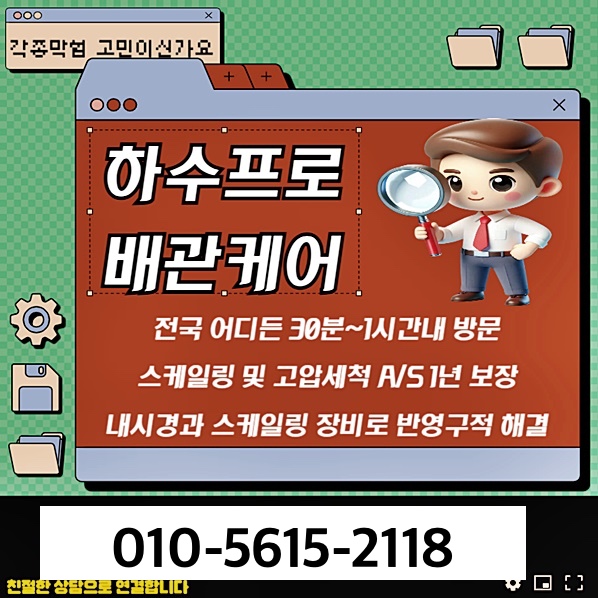 각종막힘 고민이신가요
하수프로
배관케어
전국 어디든 30분~1시간내 방문
스케일링 및 고압세척 A/S 1년 보장
내시경과 스케일링 장비로 반영구적 해결
010-5615-2118
친절한 상담으로 연결합니다